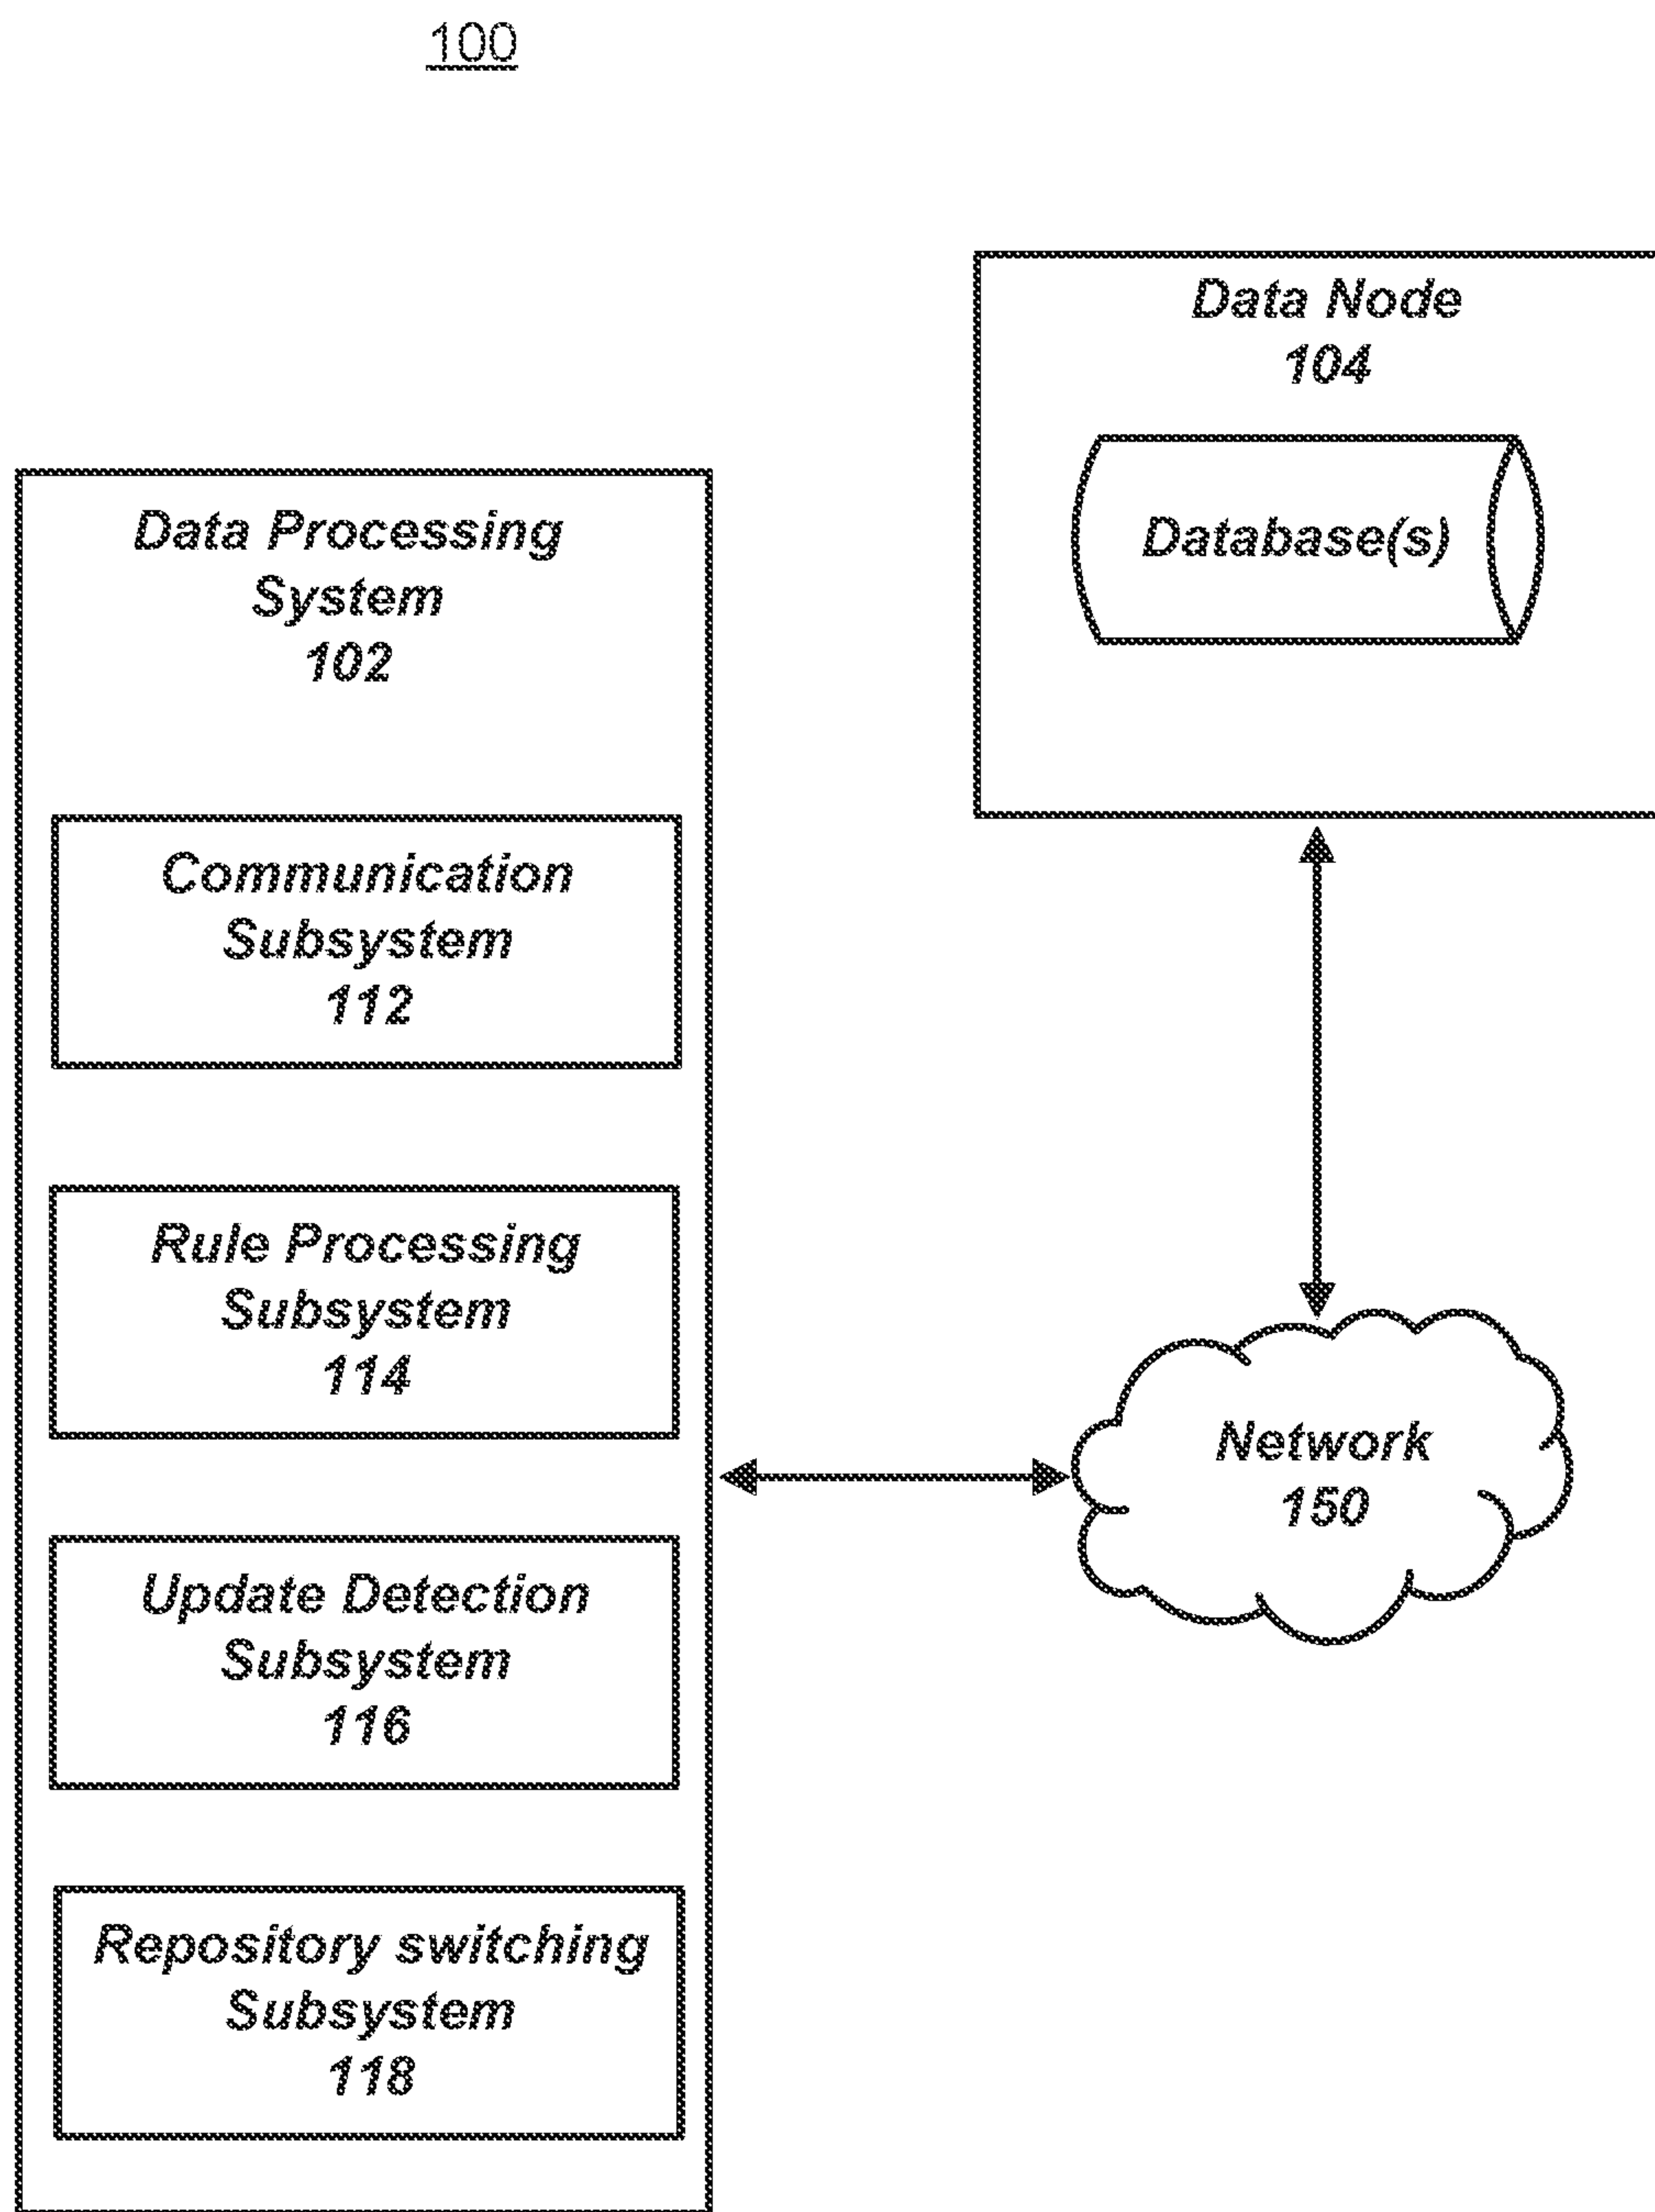 100
Data Node
104
Database(s)
Data Processing
System
102
Communication
Subsystem
112
Rule Processing
Subsystem
114
Update Detection
Subsystem
116
Repository switching
Subsystem
118
Network
150